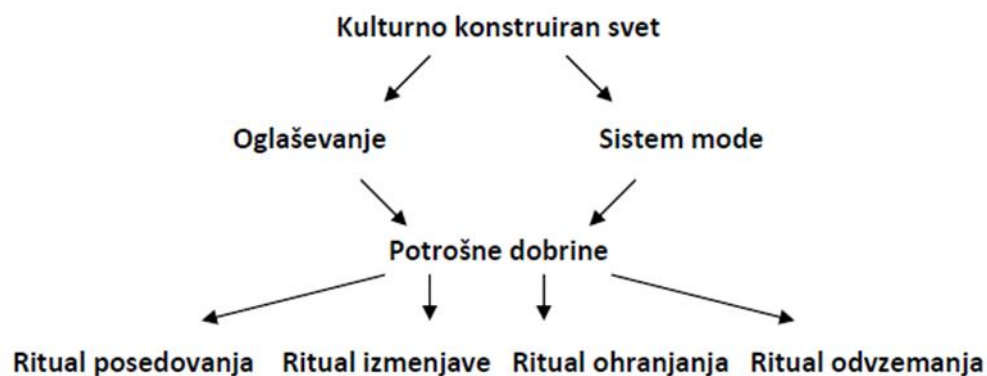 Kulturno konstruiran svet
Oglaševanje
Sistem mode
Potrošne dobrine
Ritual posedovanja
Ritual izmenjave
Ritual ohranjanja
Ritual odvzemanja